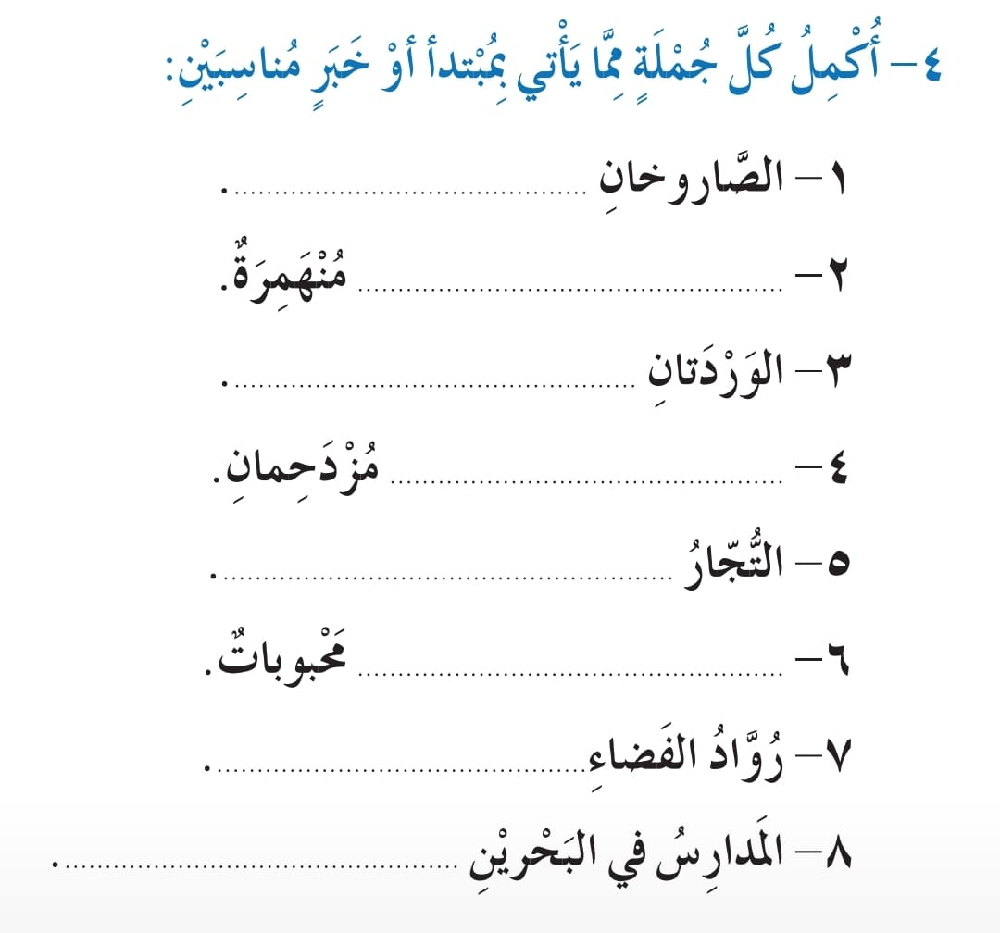 ٤- أُكْمِلُ كُلَّ جُمْلَةٍ مِمَّا يَأْتي بِمُبْتدأ أوْ خَبَرٍ مُناسِبَيْنِ:
١- الصَّاروخانِ ............................................ .
٢- ..................................................... مُنْهَمِرَةٌ.
٣- الوَرْدَتانِ .................................................. .
٤- ................................................. مُزْدَحِمانِ.
٥- التُّجّارُ ........................................................ .
٦- ..................................................... مَحْبوباتٌ.
٧- رُوَّادُ الفَضاءِ.............................................. .
٨- المَدارِسُ في البَحْريْنِ ................................................. .